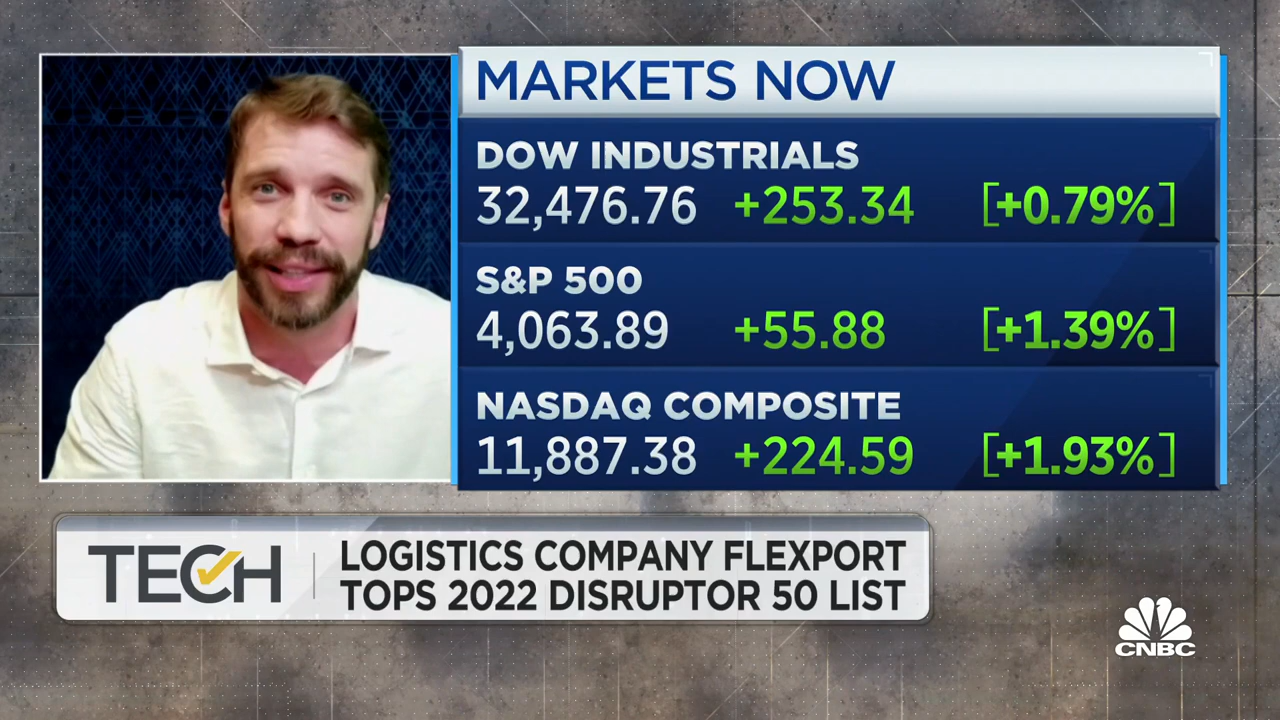 MARKETS NOW
DOW INDUSTRIALS
32,476.76 +253.34 [+0.79%]
S&P 500
4,063.89 +55.88 [+1.39%]
NASDAQ COMPOSITE
11,887.38 +224.59 [+1.93%]
TECH
LOGISTICS COMPANY FLEXPORT
TOPS 2022 DISRUPTOR 50 LIST
CNBC